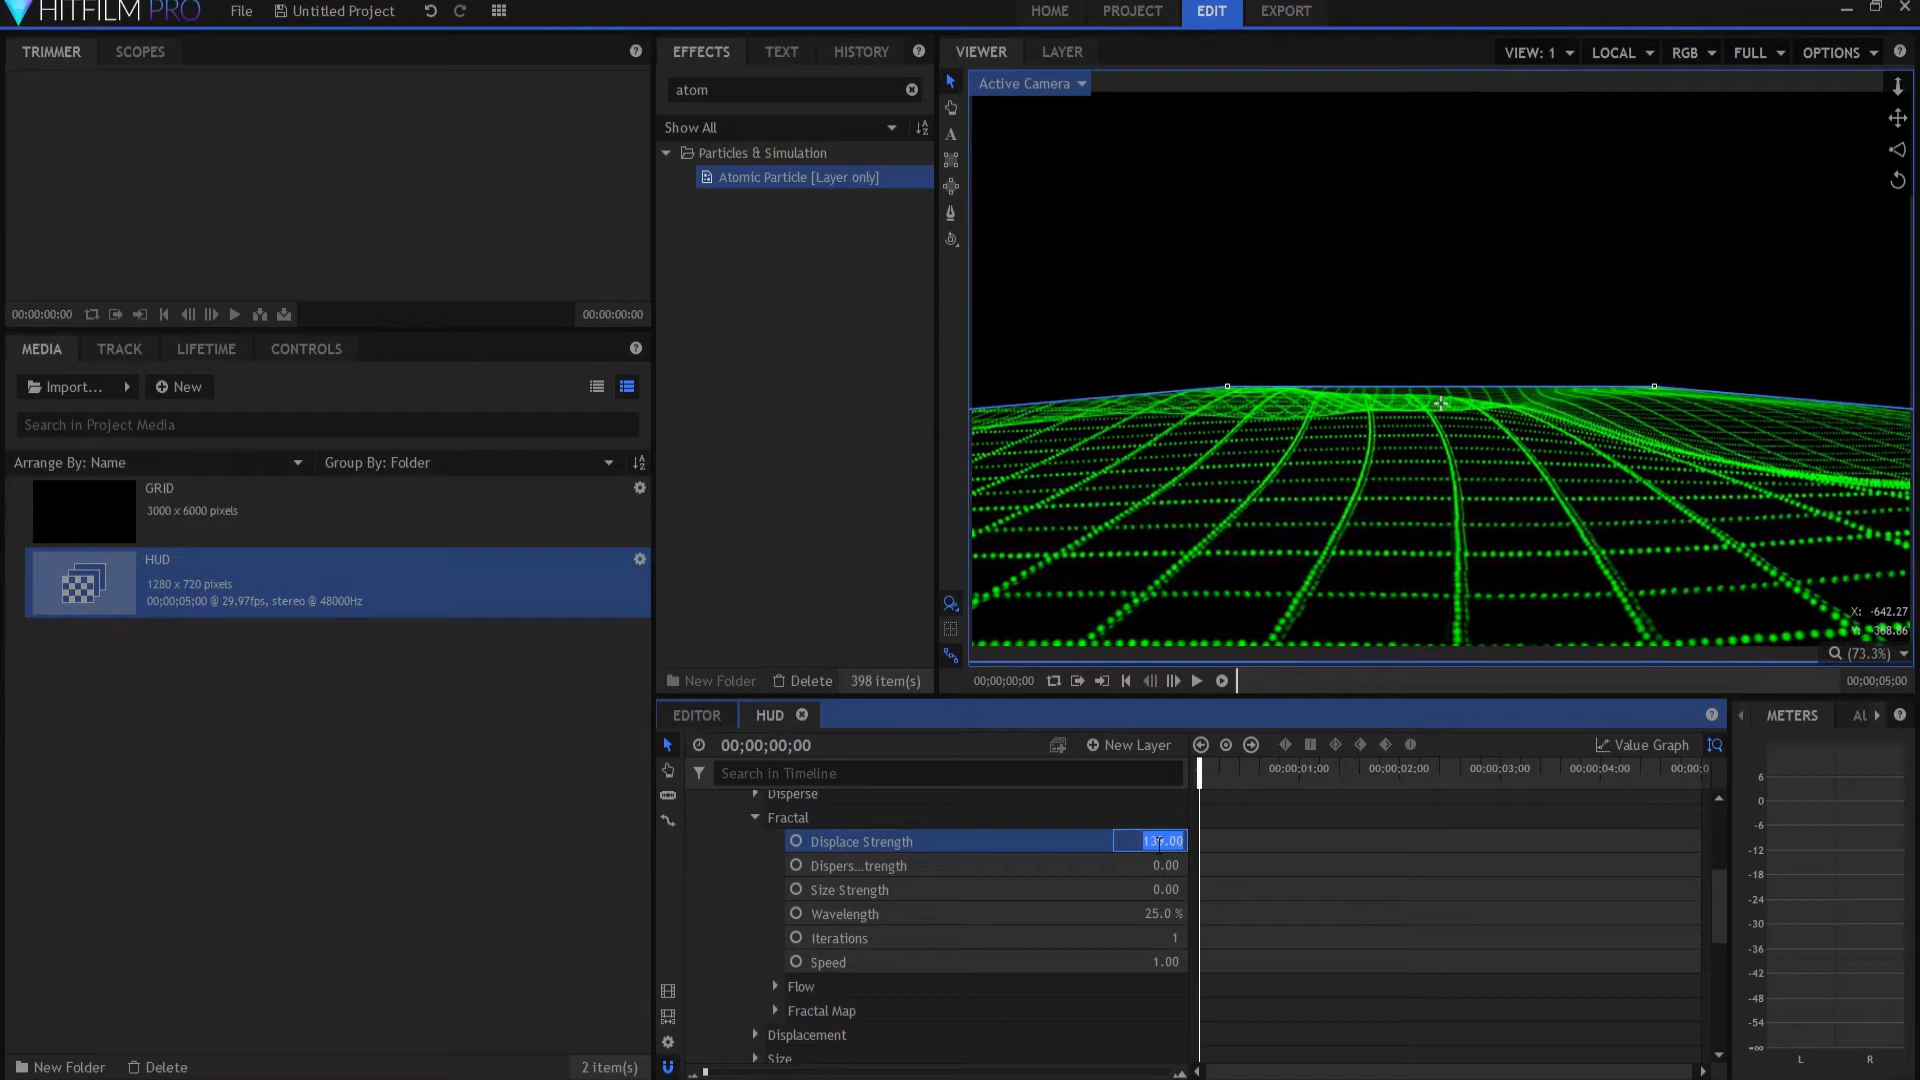 HITFILM PRO
File
Untitled Project
HOME
PROJECT
EDIT
EXPORT
TRIMMER
SCOPES
00:00:00:00
00:00:00:00
MEDIA
TRACK
LIFETIME
CONTROLS
Import...
New
Search in Project Media
Arrange By: Name
Group By: Folder
GRID
3000 x 6000 pixels
HUD
1280 x 720 pixels
00;00;05;00 @ 29.97fps, stereo @ 48000Hz
New Folder
Delete
2 item(s)
EFFECTS
TEXT
HISTORY
atom
Show All
Particles & Simulation
Atomic Particle [Layer only]
New Folder
Delete
398 item(s)
VIEWER
LAYER
VIEW: 1
LOCAL
RGB
FULL
OPTIONS
Active Camera
X: -642.27
Y: -368.86
(73.3%)
00;00;00;00
00;00;05;00
EDITOR
HUD
00;00;00;00
New Layer
Value Graph
Search in Timeline
00;00;01;00
00;00;02;00
00;00;03;00
00;00;04;00
00;00;0
Disperse
Fractal
Displace Strength
Dispers...trength 0.00
Size Strength 0.00
Wavelength 25.0 %
Iterations 1
Speed 1.00
Flow
Fractal Map
Displacement
Size
METERS
AU
6
0
-6
-12
-18
-24
-30
-36
-42
-48
-54
-∞
L
R